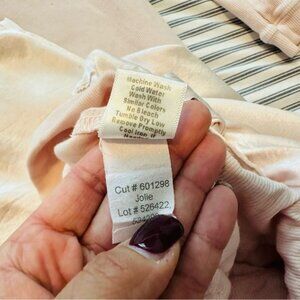 Machine Wash
Cold Water
Wash With
Similar Colors
No Bleach
Tumble Dry Low
Remove Promptly
Cool Iron If
Cut # 601298
Jolie
Lot # 526422,